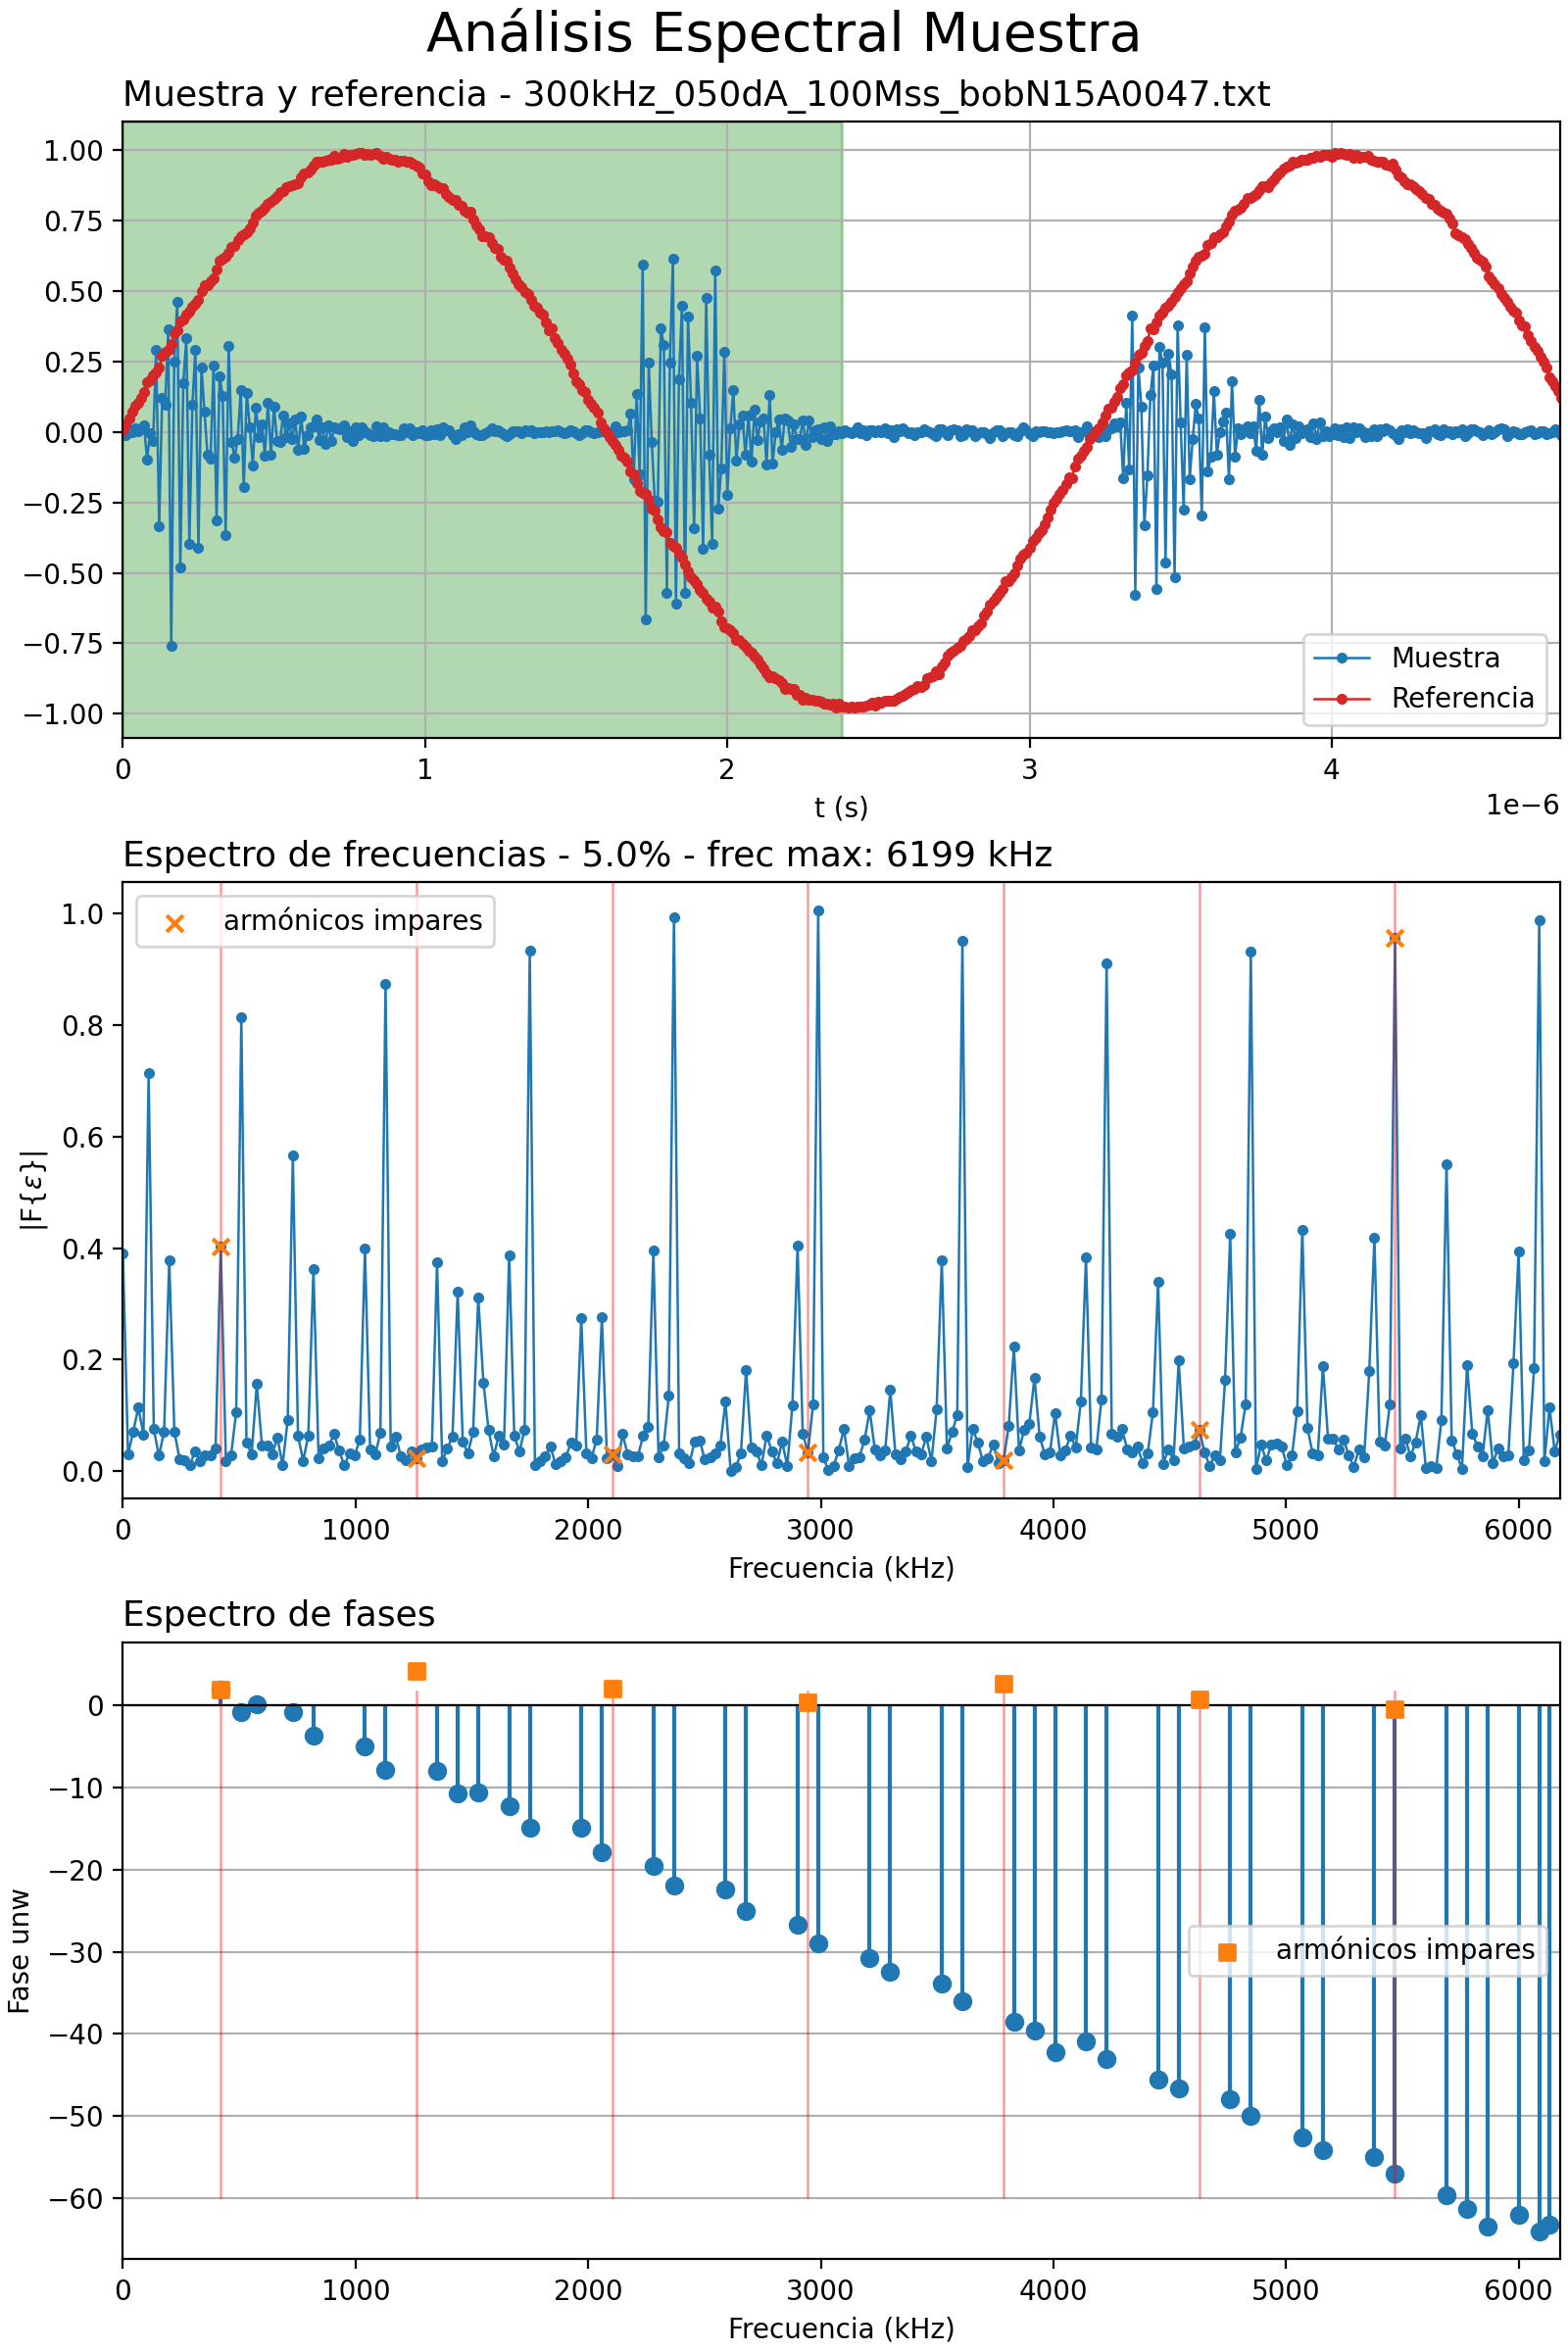 Análisis Espectral Muestra
Muestra y referencia - 300kHz_050dA_100Mss_bobN15A0047.txt
1.00
0.75
0.50
0.25
0.00
−0.25
−0.50
−0.75
−1.00
Muestra
Referencia
0 1 2 3 4
t (s)
1e−6
Espectro de frecuencias - 5.0% - frec max: 6199 kHz
armónicos impares
1.0
0.8
0.6
0.4
0.2
0.0
|F{ε}|
0 1000 2000 3000 4000 5000 6000
Frecuencia (kHz)
Espectro de fases
0
−10
−20
−30
−40
−50
−60
Fase unw
armónicos impares
0 1000 2000 3000 4000 5000 6000
Frecuencia (kHz)